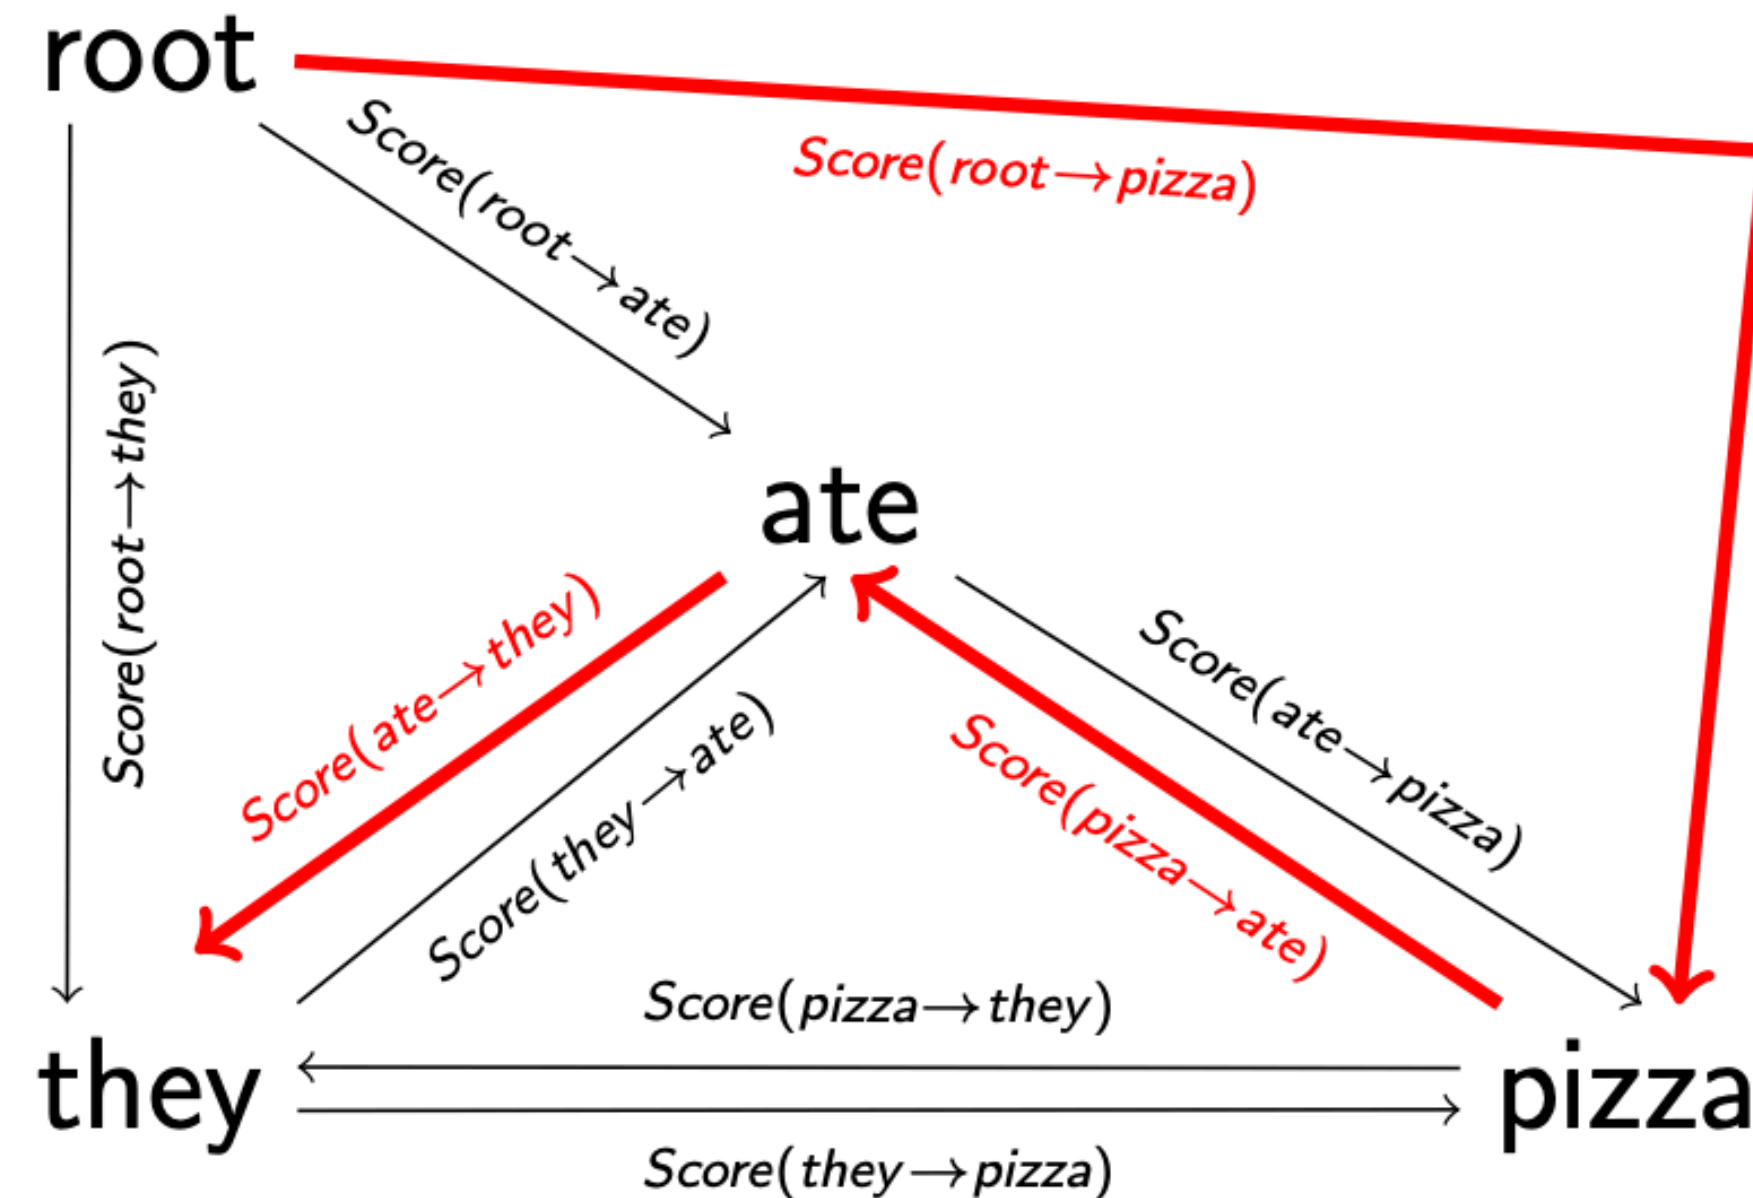 root
Score(root→pizza)
Score(root→ate)
Score(root→they)
ate
Score(ate→they)
Score(they→ate)
Score(ate→pizza)
Score(pizza→ate)
Score(pizza→they)
they
pizza
Score(they→pizza)